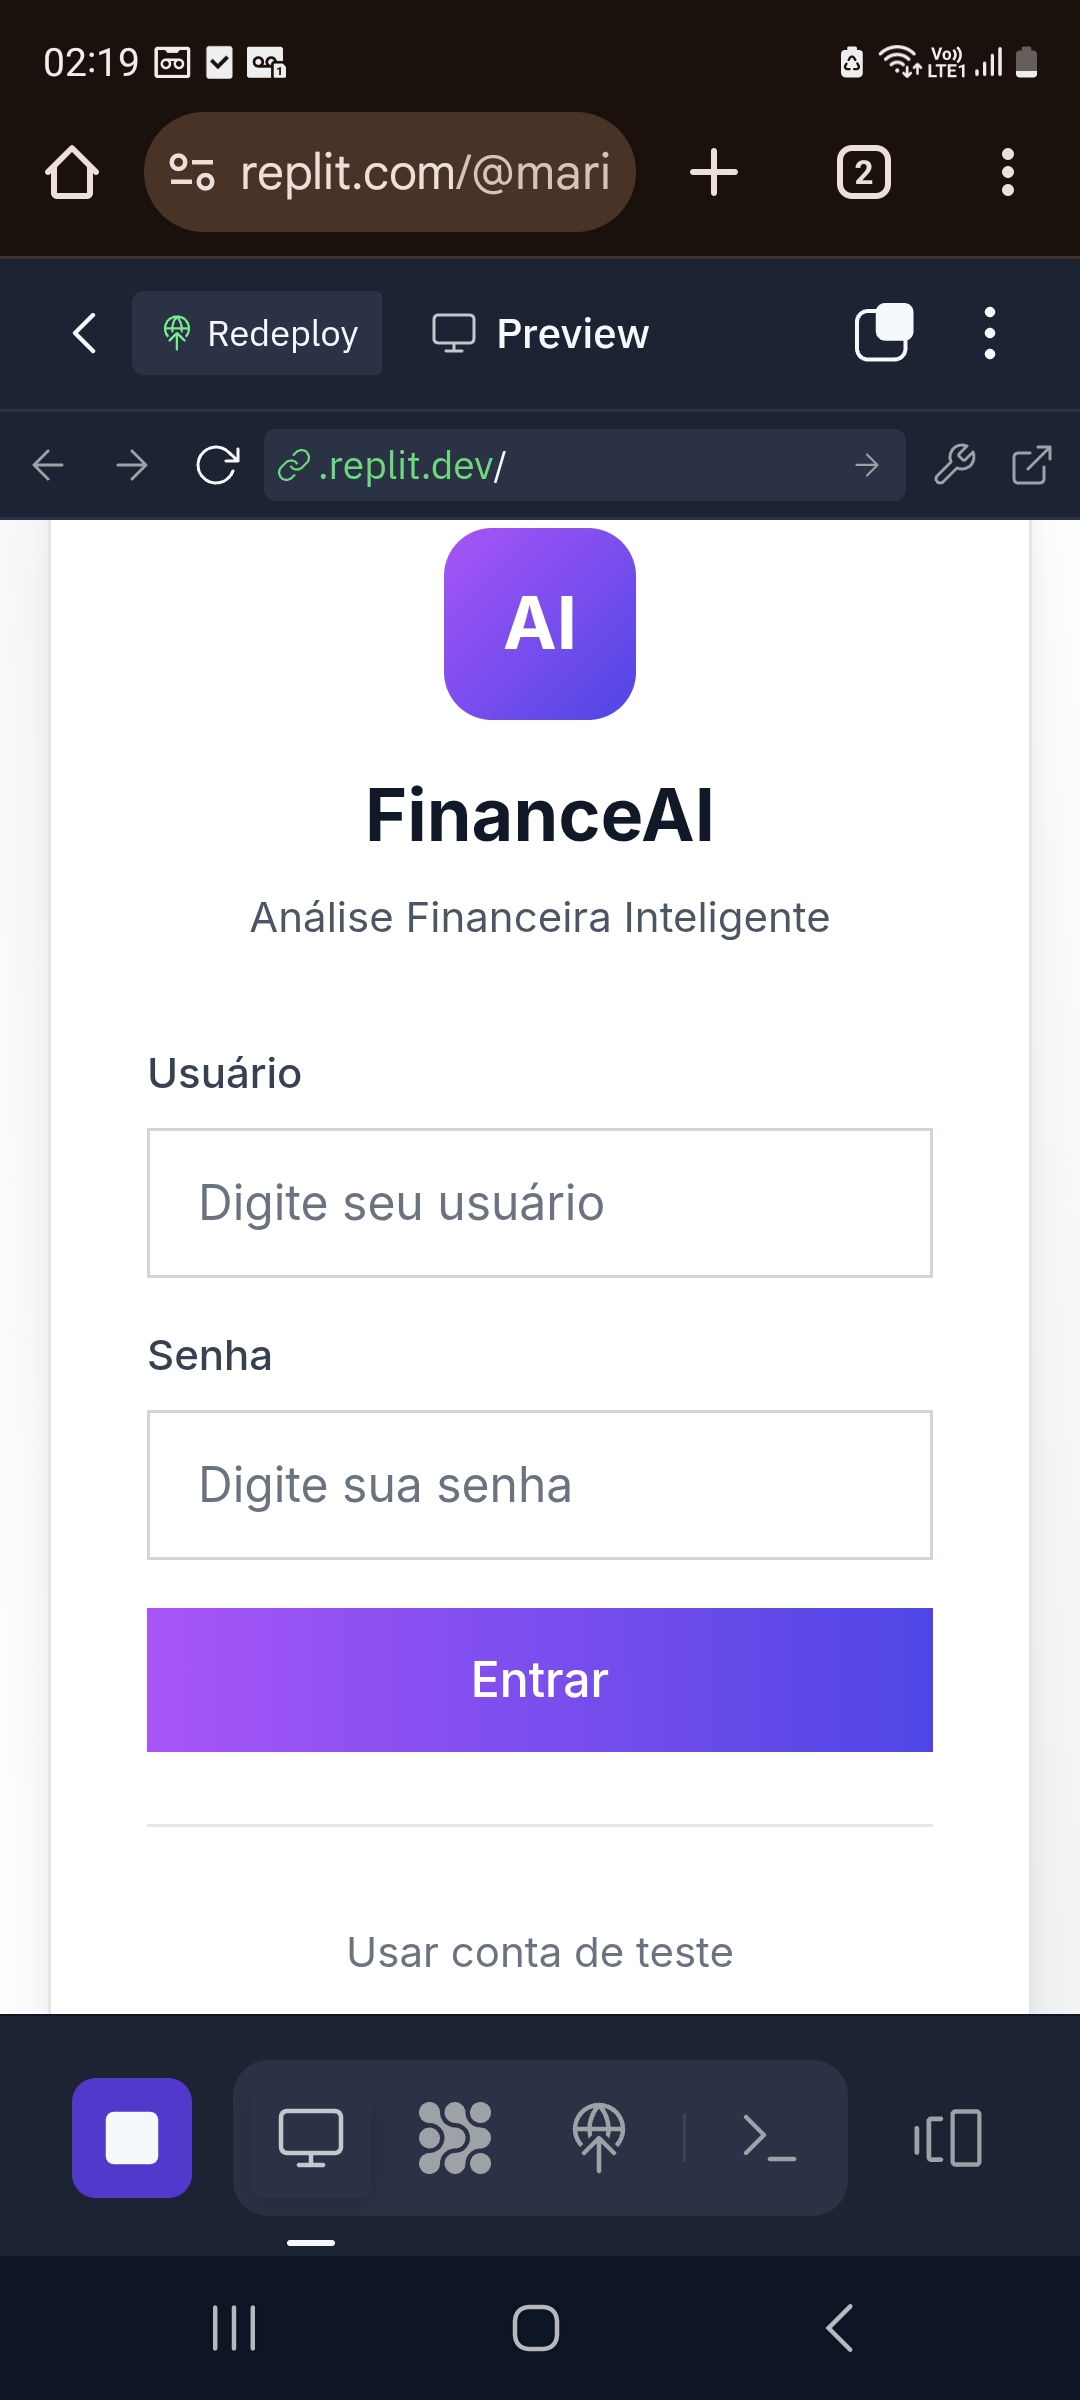 02:19
Vo))
LTE1
1
replit.com/@mari
2
Redeploy
Preview
.replit.dev/
AI
FinanceAI
Análise Financeira Inteligente
Usuário
Digite seu usuário
Senha
Digite sua senha
Entrar
Usar conta de teste